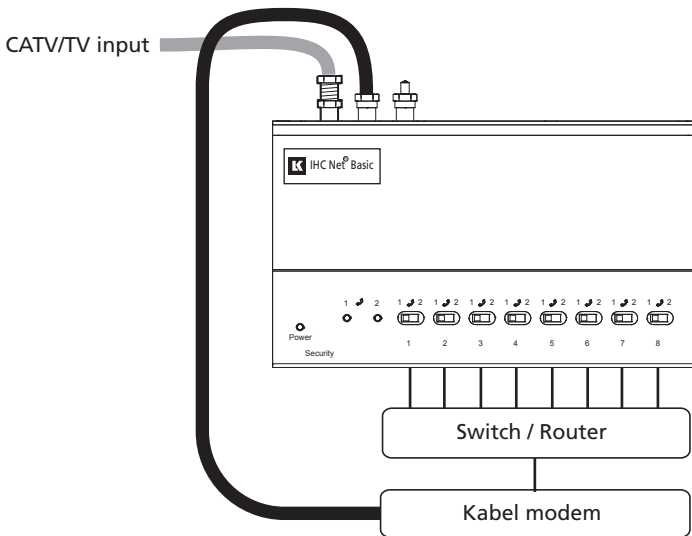 CATV/TV input
IHC Net® Basic
1 2 1 2 1 2 1 2 1 2 1 2 1 2 1 2 1 2
Power
Security
1 2 3 4 5 6 7 8
Switch / Router
Kabel modem